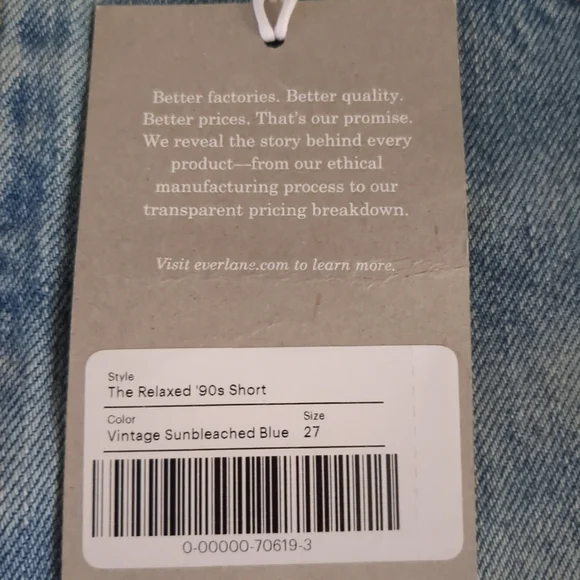 Better factories. Better quality.
Better prices. That's our promise.
We reveal the story behind every
product—from our ethical
manufacturing process to our
transparent pricing breakdown.
Visit everlane.com to learn more.
Style
The Relaxed '90s Short
Color Size
Vintage Sunbleached Blue 27
0-00000-70619-3